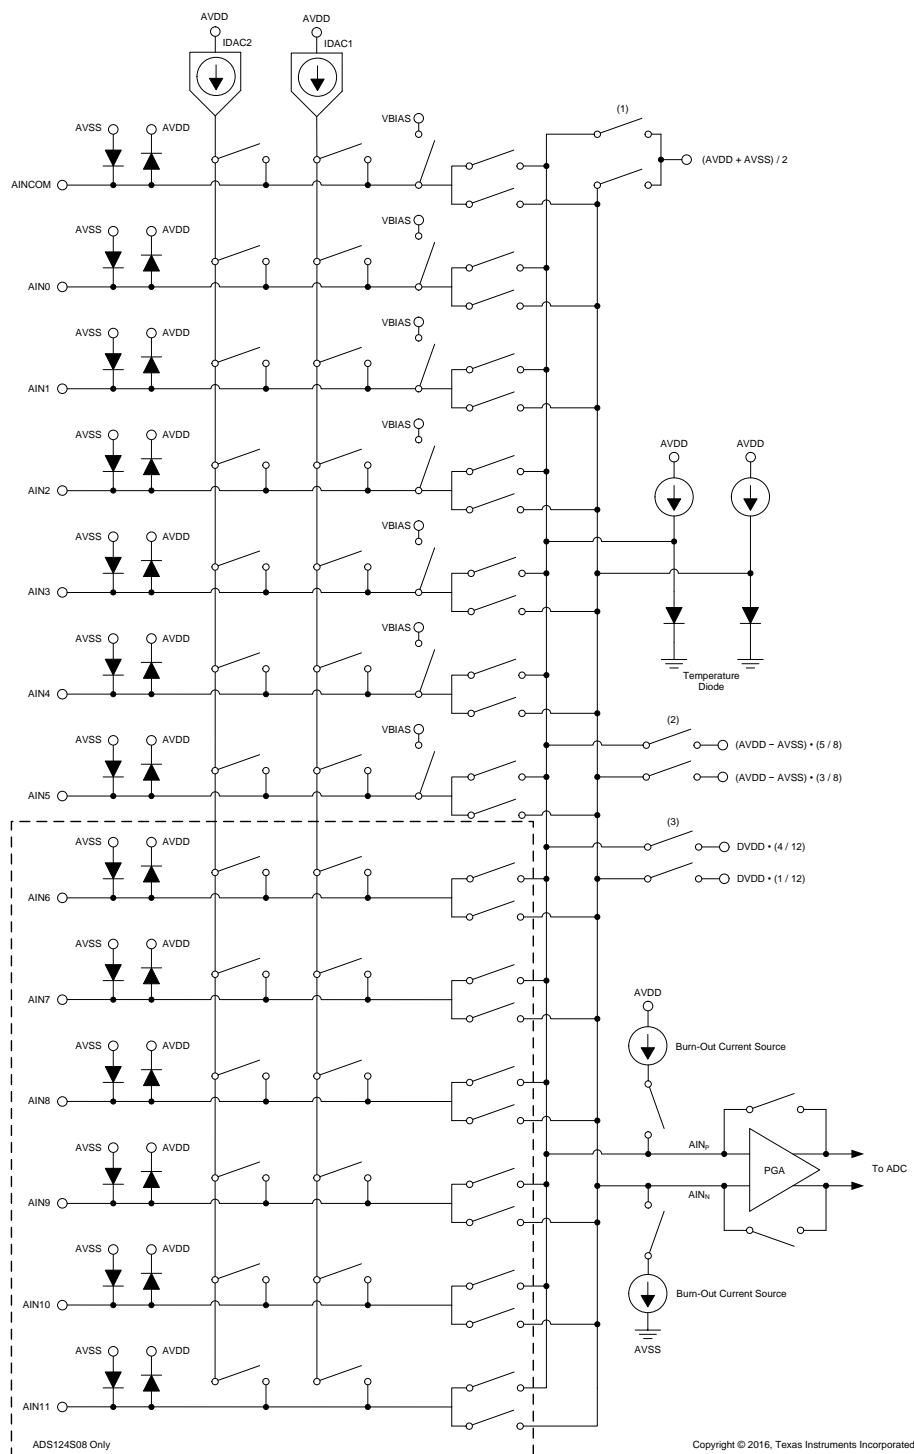 AVDD
AVDD
IDAC2
IDAC1
(1)
VBIAS
AVSS
AVDD
(AVDD + AVSS) / 2
AINCOM
VBIAS
AVSS
AVDD
AIN0
VBIAS
AVSS
AVDD
AIN1
VBIAS
AVSS
AVDD
AVDD
AVDD
AIN2
VBIAS
AVSS
AVDD
AIN3
VBIAS
AVSS
AVDD
Temperature
Diode
AIN4
(2)
VBIAS
AVSS
AVDD
(AVDD − AVSS) • (5 / 8)
(AVDD − AVSS) • (3 / 8)
AIN5
(3)
AVSS
AVDD
DVDD • (4 / 12)
DVDD • (1 / 12)
AIN6
AVSS
AVDD
AIN7
AVDD
AVSS
AVDD
Burn-Out Current Source
AIN8
AVSS
AVDD
AINP
PGA
To ADC
AINN
AIN9
AVSS
AVDD
Burn-Out Current Source
AIN10
AVSS
AVSS
AVDD
AIN11
ADS124S08 Only
Copyright © 2016, Texas Instruments Incorporated